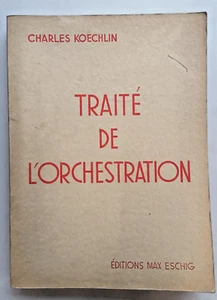 CHARLES KOECHLIN
TRAITÉ
DE
L'ORCHESTRATION
ÉDITIONS MAX ESCHIG